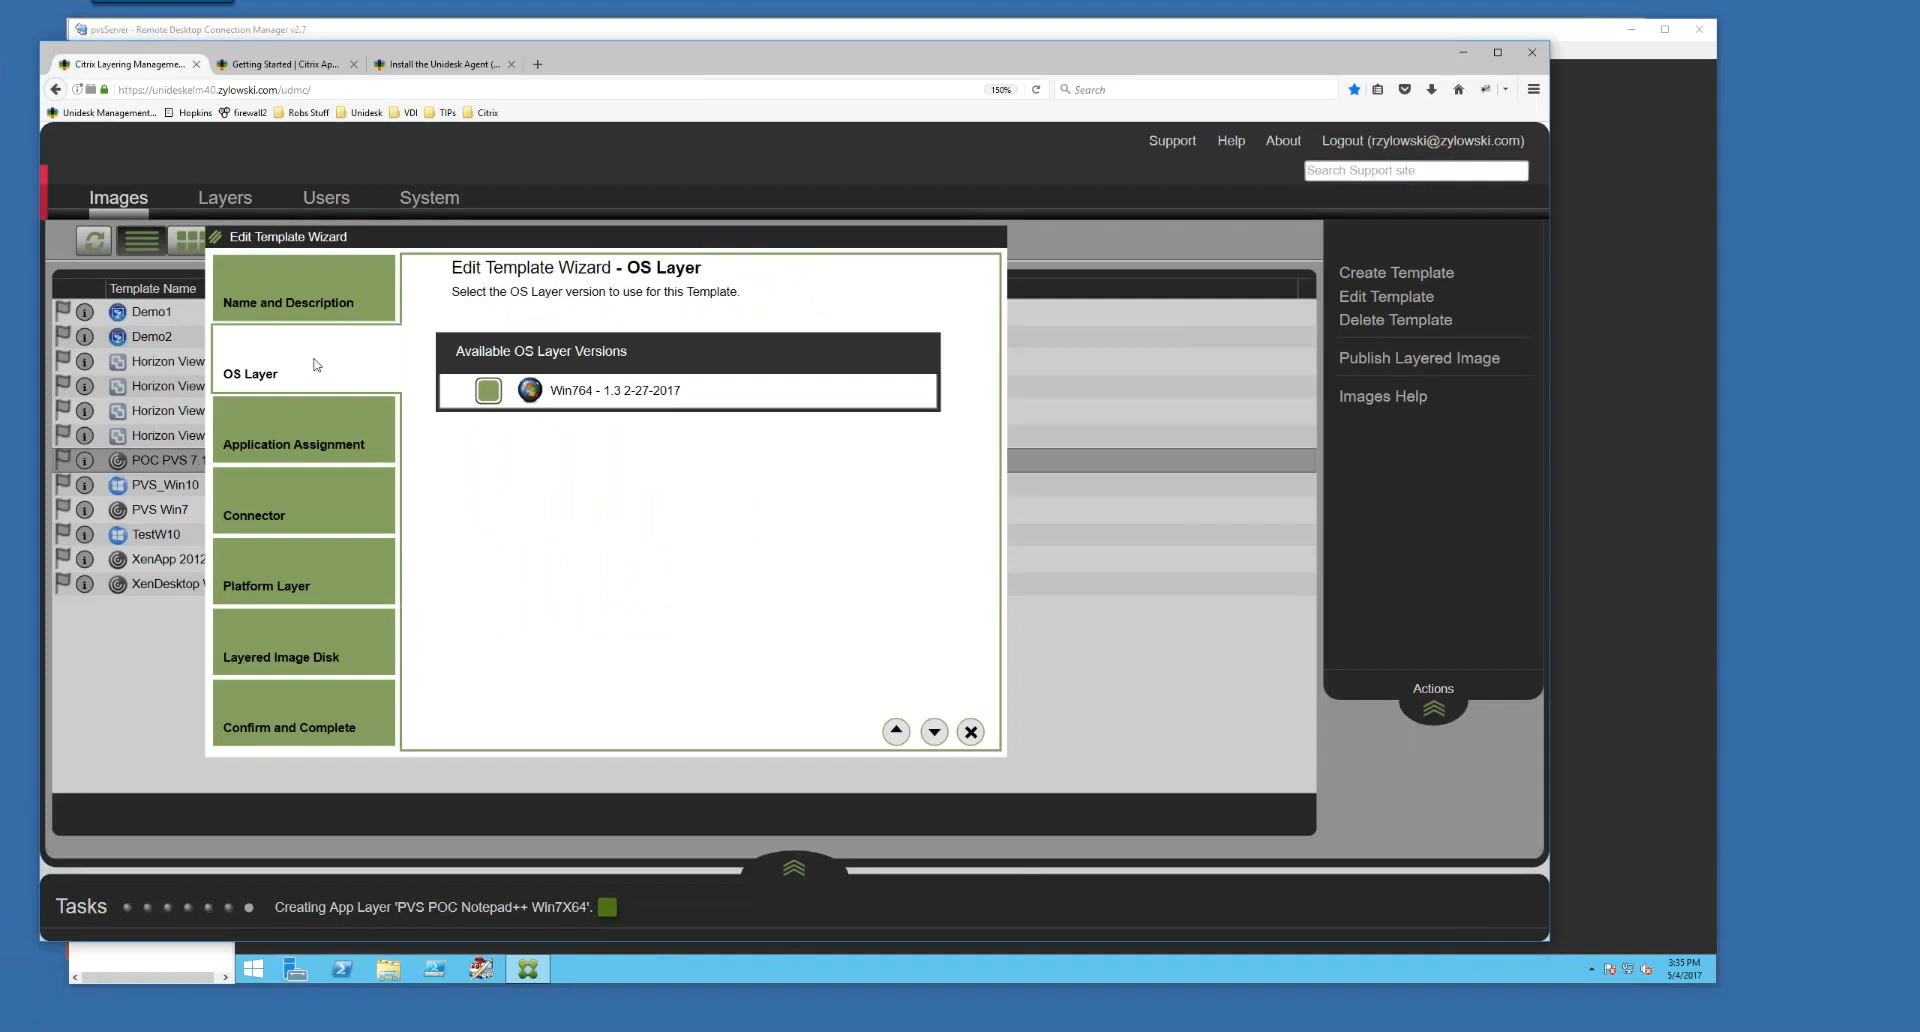 pvsServer - Remote Desktop Connection Manager v2.7
Citrix Layering Manageme...
Getting Started | Citrix Ap...
Install the Unidesk Agent (...
https://unideskelm40.zylowski.com/udmc/
150%
Search
Unidesk Management...
Hopkins
firewall2
Robs Stuff
Unidesk
VDI
TIPs
Citrix
Support Help About Logout (rzylowski@zylowski.com)
Search Support site
Images Layers Users System
Edit Template Wizard
Template Name
Demo1
Demo2
Horizon View
Horizon View
Horizon View
Horizon View
POC PVS 7.1
PVS_Win10
PVS Win7
TestW10
XenApp 2012
XenDesktop
Name and Description
OS Layer
Application Assignment
Connector
Platform Layer
Layered Image Disk
Confirm and Complete
Edit Template Wizard - OS Layer
Select the OS Layer version to use for this Template.
Available OS Layer Versions
Win764 - 1.3 2-27-2017
Create Template
Edit Template
Delete Template
Publish Layered Image
Images Help
Actions
Tasks
Creating App Layer 'PVS POC Notepad++ Win7X64'.
3:35 PM
5/4/2017